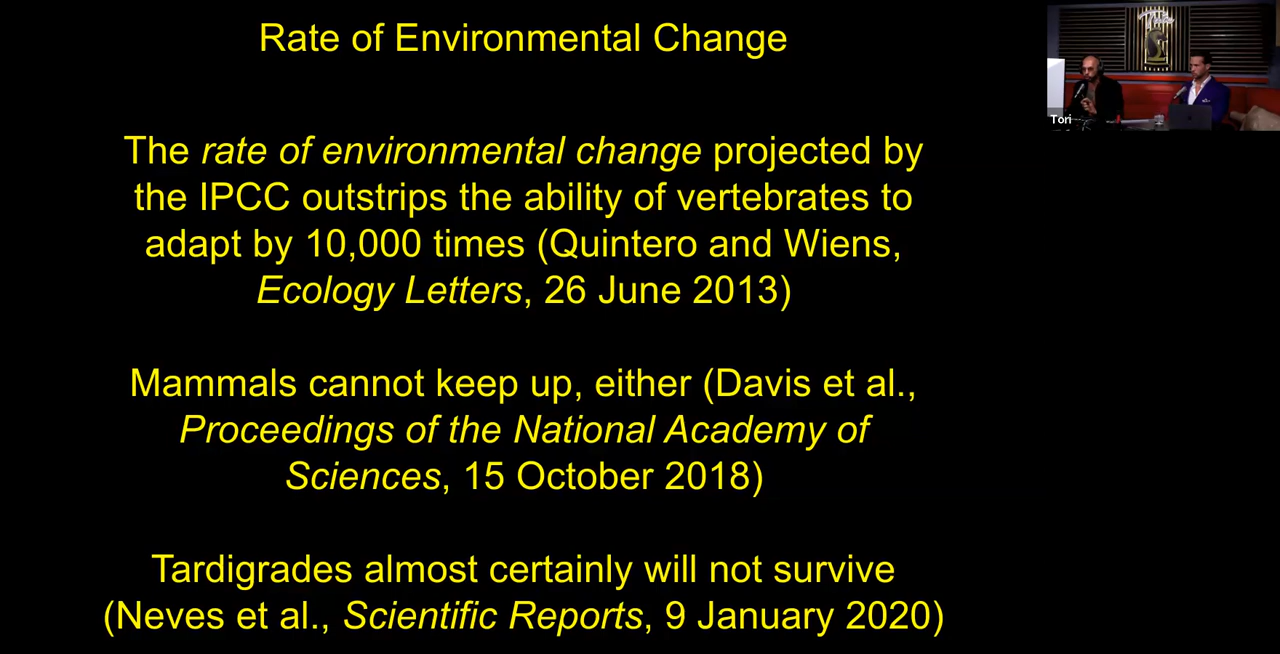 Rate of Environmental Change
The rate of environmental change projected by
the IPCC outstrips the ability of vertebrates to
adapt by 10,000 times (Quintero and Wiens,
Ecology Letters, 26 June 2013)
Mammals cannot keep up, either (Davis et al.,
Proceedings of the National Academy of
Sciences, 15 October 2018)
Tardigrades almost certainly will not survive
(Neves et al., Scientific Reports, 9 January 2020)
Tori